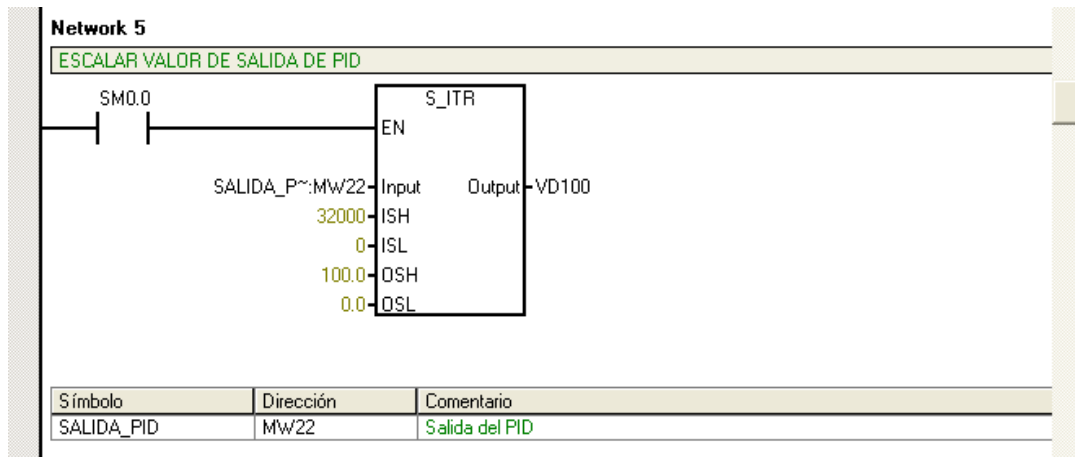 Network 5
ESCALAR VALOR DE SALIDA DE PID
SM0.0
S_ITR
EN
SALIDA_P~:MW22 Input Output VD100
32000 ISH
0 ISL
100.0 OSH
0.0 OSL
Símbolo Dirección Comentario
SALIDA_PID MW22 Salida del PID